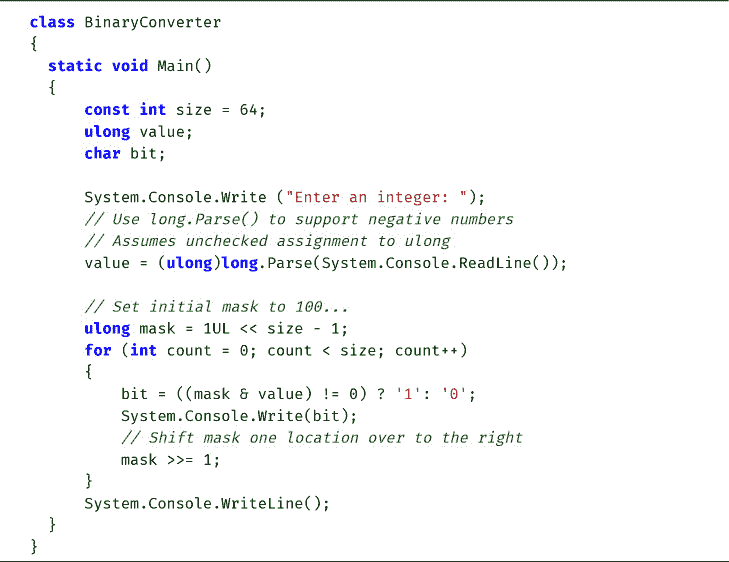 class BinaryConverter
{
static void Main()
{
const int size = 64;
ulong value;
char bit;
System.Console.Write ("Enter an integer: ");
// Use long.Parse() to support negative numbers
// Assumes unchecked assignment to ulong
value = (ulong)long.Parse(System.Console.ReadLine());
// Set initial mask to 100...
ulong mask = 1UL << size - 1;
for (int count = 0; count < size; count++)
{
bit = ((mask & value) != 0) ? '1': '0';
System.Console.Write(bit);
// Shift mask one location over to the right
mask >>= 1;
}
System.Console.WriteLine();
}
}